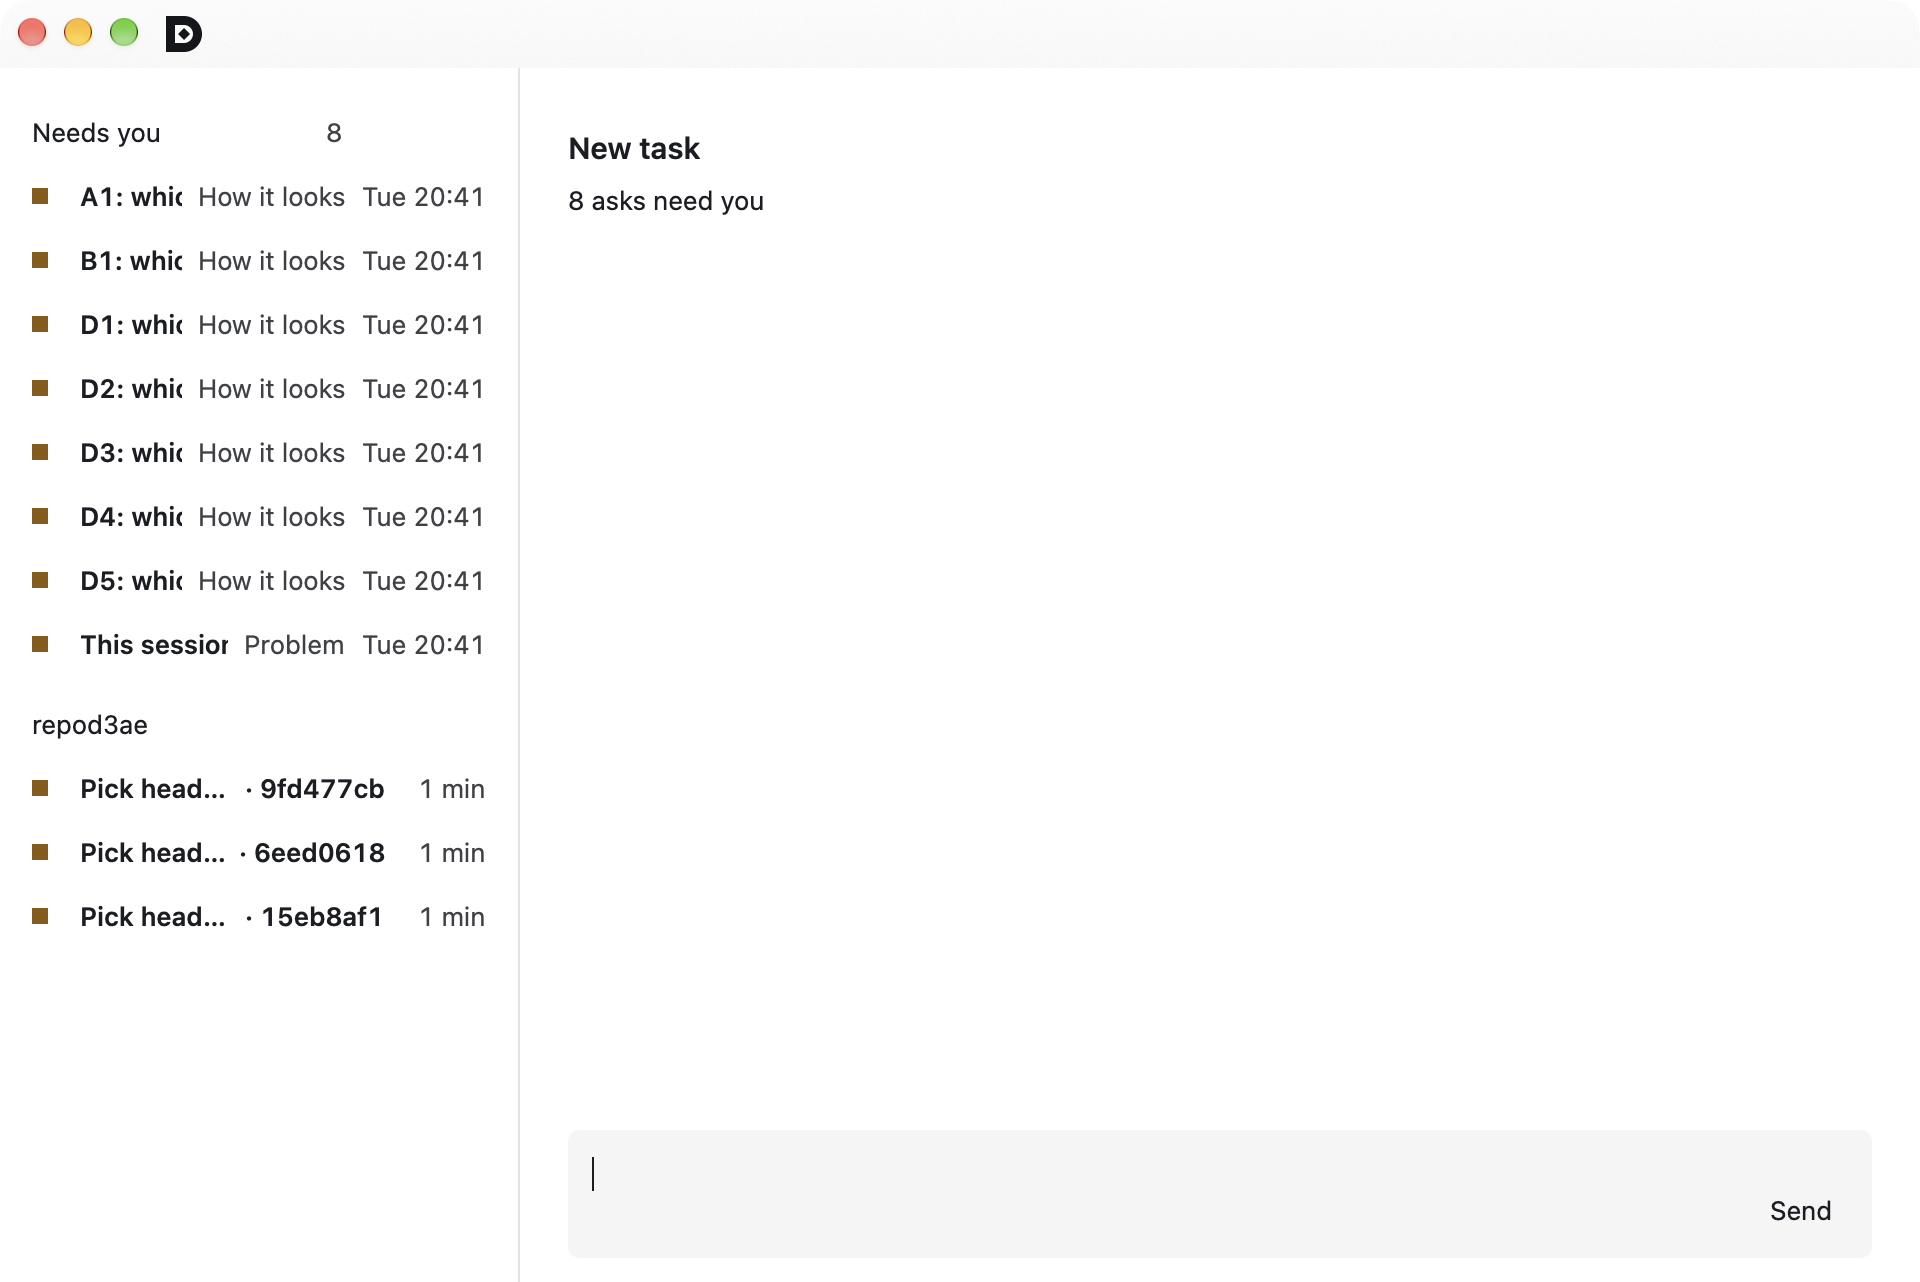 Needs you 8
A1: whic How it looks Tue 20:41
B1: whic How it looks Tue 20:41
D1: whic How it looks Tue 20:41
D2: whic How it looks Tue 20:41
D3: whic How it looks Tue 20:41
D4: whic How it looks Tue 20:41
D5: whic How it looks Tue 20:41
This session Problem Tue 20:41
repod3ae
Pick head... · 9fd477cb 1 min
Pick head... · 6eed0618 1 min
Pick head... · 15eb8af1 1 min
New task
8 asks need you
Send